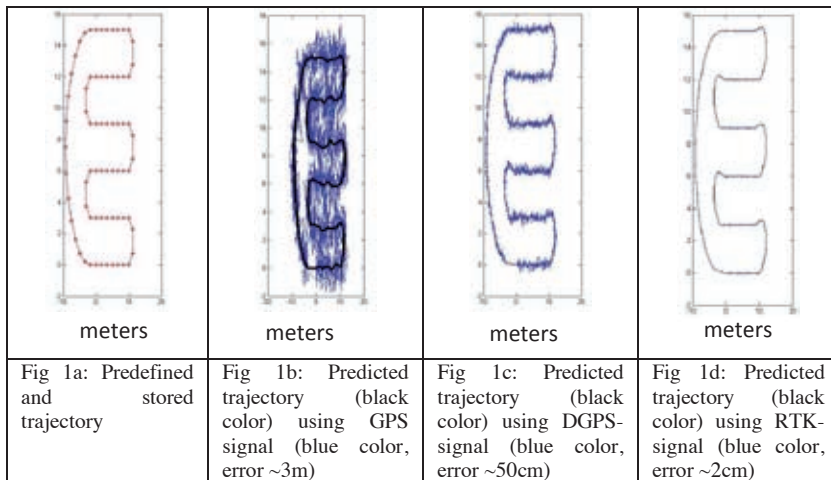 meters
meters
meters
meters
Fig 1a: Predefined
and stored
trajectory
Fig 1b: Predicted
trajectory (black
color) using GPS
signal (blue color,
error ~3m)
Fig 1c: Predicted
trajectory (black
color) using DGPS-
signal (blue color,
error ~50cm)
Fig 1d: Predicted
trajectory (black
color) using RTK-
signal (blue color,
error ~2cm)